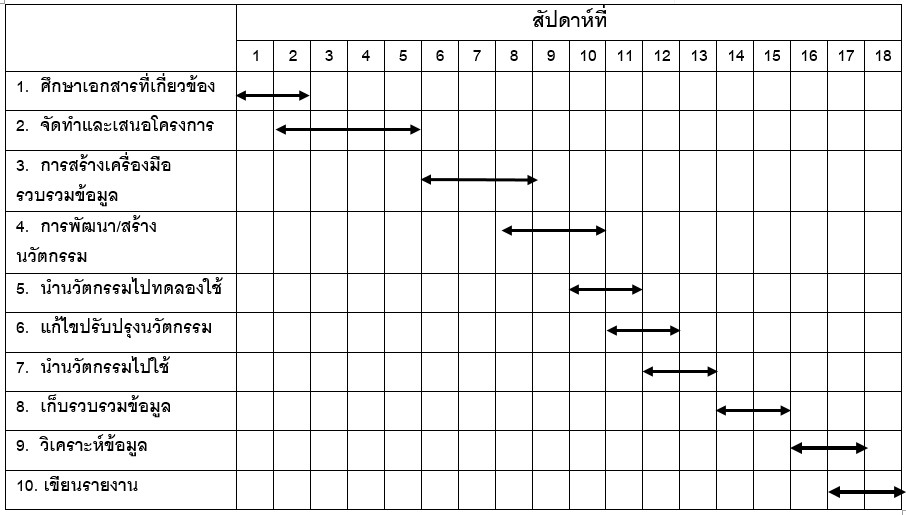 สัปดาห์ที่
1 2 3 4 5 6 7 8 9 10 11 12 13 14 15 16 17 18
1. ศึกษาเอกสารที่เกี่ยวข้อง
2. จัดทำและเสนอโครงการ
3. การสร้างเครื่องมือ
รวบรวมข้อมูล
4. การพัฒนา/สร้าง
นวัตกรรม
5. นำนวัตกรรมไปทดลองใช้
6. แก้ไขปรับปรุงนวัตกรรม
7. นำนวัตกรรมไปใช้
8. เก็บรวบรวมข้อมูล
9. วิเคราะห์ข้อมูล
10. เขียนรายงาน